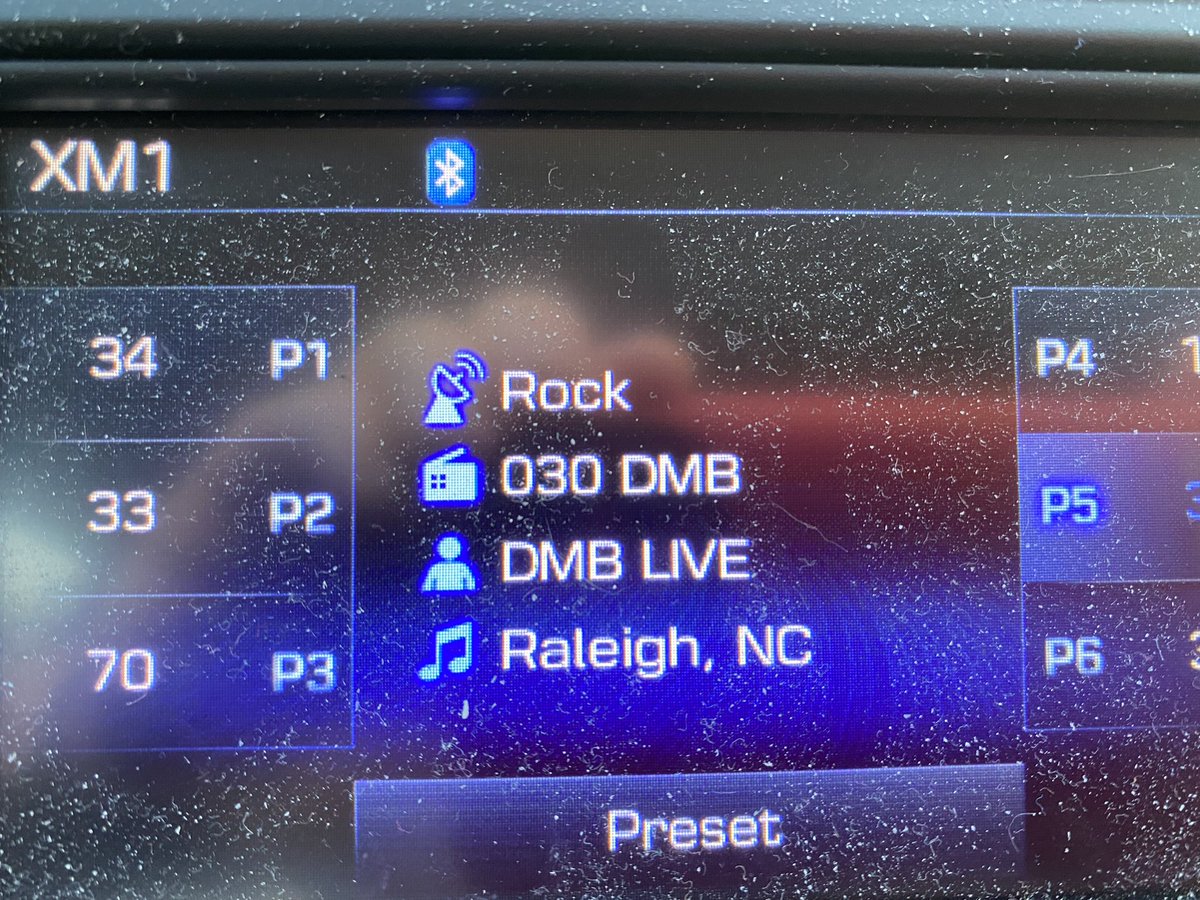 XM1
34 P1
33 P2
70 P3
Rock
030 DMB
DMB LIVE
Raleigh, NC
P4
P5
P6
Preset